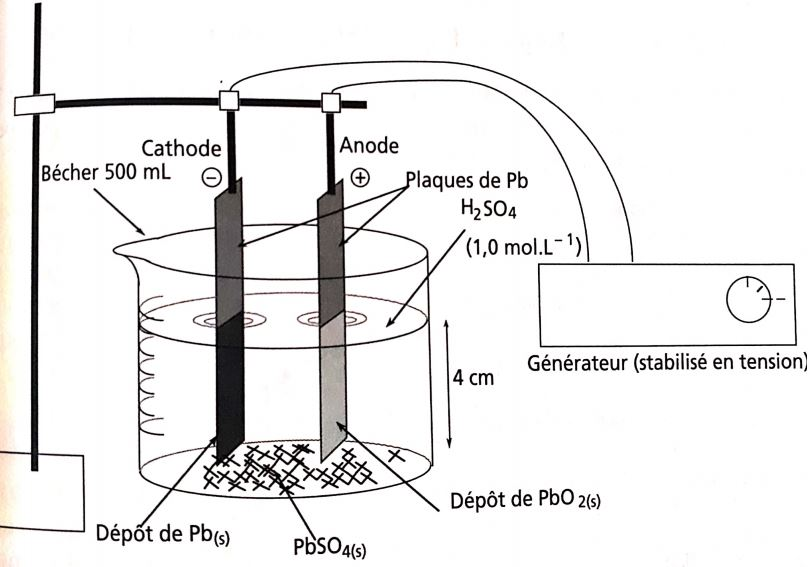 Cathode
⊖
Anode
⊕
Bécher 500 mL
Plaques de Pb
H₂SO₄
(1,0 mol.L⁻¹)
Générateur (stabilisé en tension)
4 cm
Dépôt de PbO₂(s)
Dépôt de Pb(s)
PbSO₄(s)